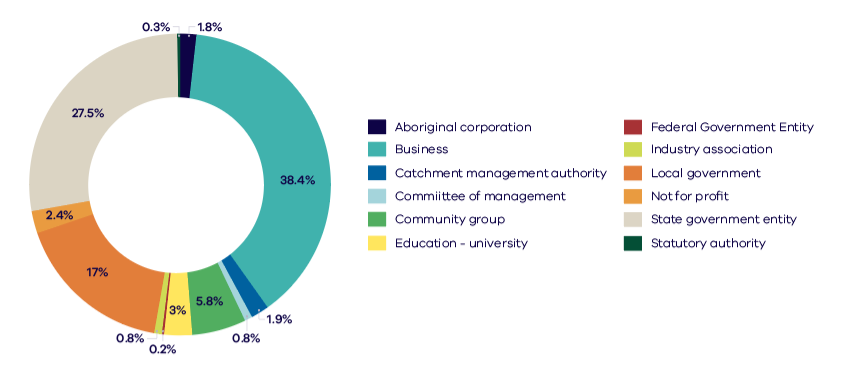 0.3% 1.8%
27.5%
38.4%
2.4%
17%
5.8%
3%
1.9%
0.8% 0.8%
0.2%
Aboriginal corporation
Business
Catchment management authority
Commiittee of management
Community group
Education - university
Federal Government Entity
Industry association
Local government
Not for profit
State government entity
Statutory authority